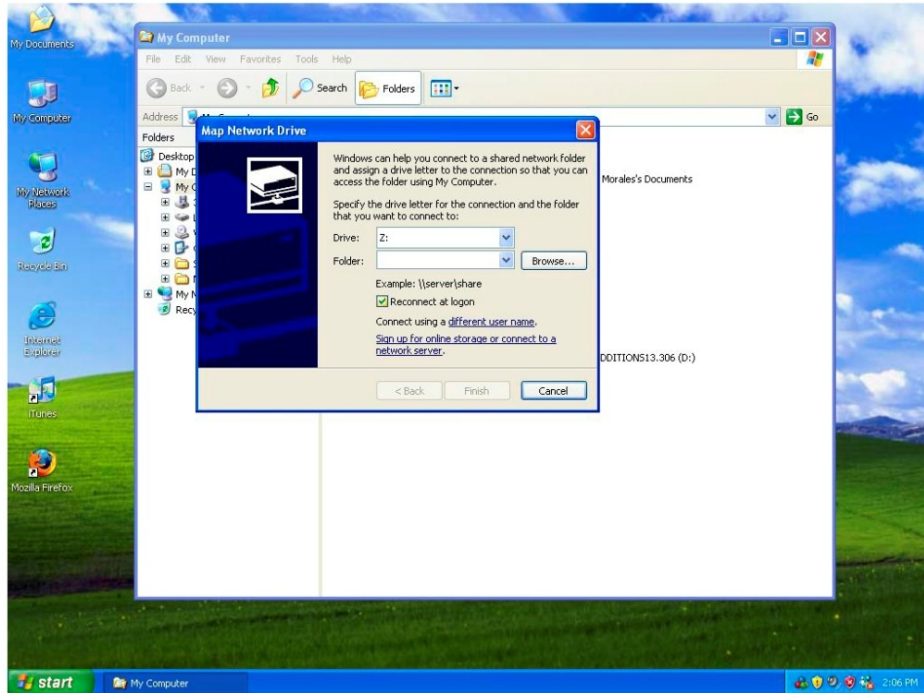 My Documents
My Computer
My Network
Places
Recycle Bin
Internet
Explorer
iTunes
Mozilla Firefox
My Computer
File Edit View Favorites Tools Help
Back Search Folders
Address Go
Folders
Desktop
My
My
My
Recy
Morales's Documents
DDITIONS13.306 (D:)
Map Network Drive
Windows can help you connect to a shared network folder
and assign a drive letter to the connection so that you can
access the folder using My Computer.
Specify the drive letter for the connection and the folder
that you want to connect to:
Drive: Z:
Folder: Browse...
Example: \\server\share
Reconnect at logon
Connect using a different user name.
Sign up for online storage or connect to a
network server.
< Back Finish Cancel
start My Computer 2:06 PM